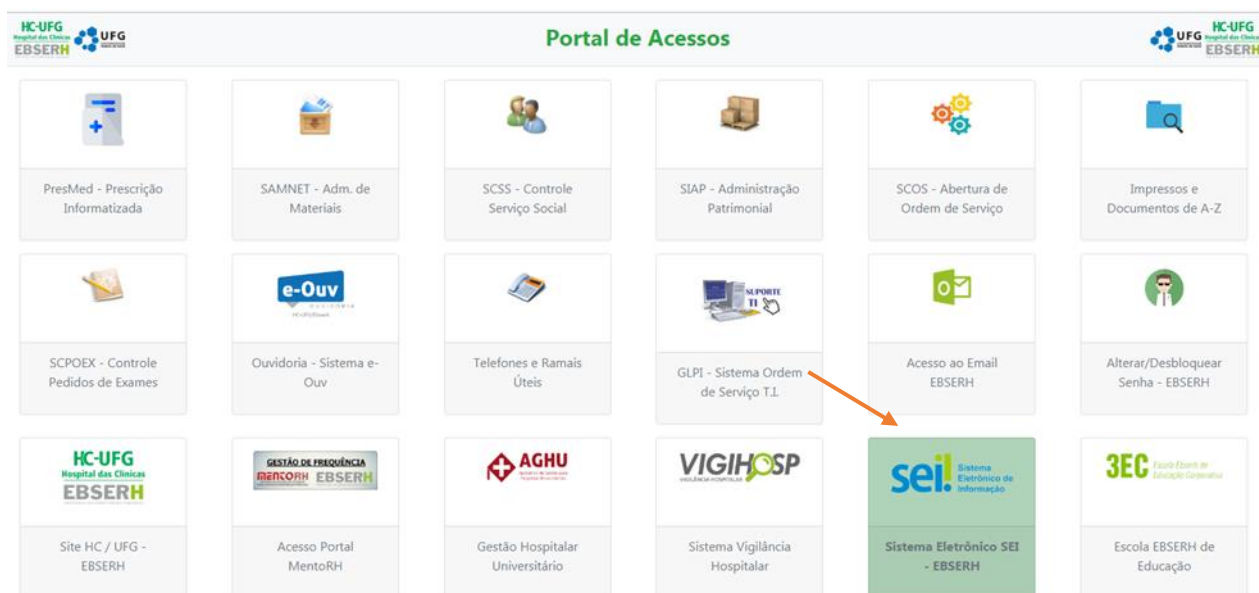 HC-UFG
Hospital das Clínicas
EBSERH
UFG
Portal de Acessos
UFG
HC-UFG
Hospital das Clínicas
EBSERH
PresMed - Prescrição
Informatizada
SAMNET - Adm. de
Materiais
SCSS - Controle
Serviço Social
SIAP - Administração
Patrimonial
SCOS - Abertura de
Ordem de Serviço
Impressos e
Documentos de A-Z
e-Ouv
OUVIDORIA
SUPORTE
TI
SCPOEX - Controle
Pedidos de Exames
Ouvidoria - Sistema e-
Ouv
Telefones e Ramais
Úteis
GLPI - Sistema Ordem
de Serviço T.I.
Acesso ao Email
EBSERH
Alterar/Desbloquear
Senha - EBSERH
HC-UFG
Hospital das Clínicas
EBSERH
GESTÃO DE FREQUÊNCIA
MENTORH EBSERH
AGHU
VIGIHOSP
VIGILÂNCIA HOSPITALAR
sei!
Sistema
Eletrônico de
Informação
3EC
Escola Ebserh de
Educação Corporativa
Site HC / UFG -
EBSERH
Acesso Portal
MentoRH
Gestão Hospitalar
Universitário
Sistema Vigilância
Hospitalar
Sistema Eletrônico SEI
- EBSERH
Escola EBSERH de
Educação